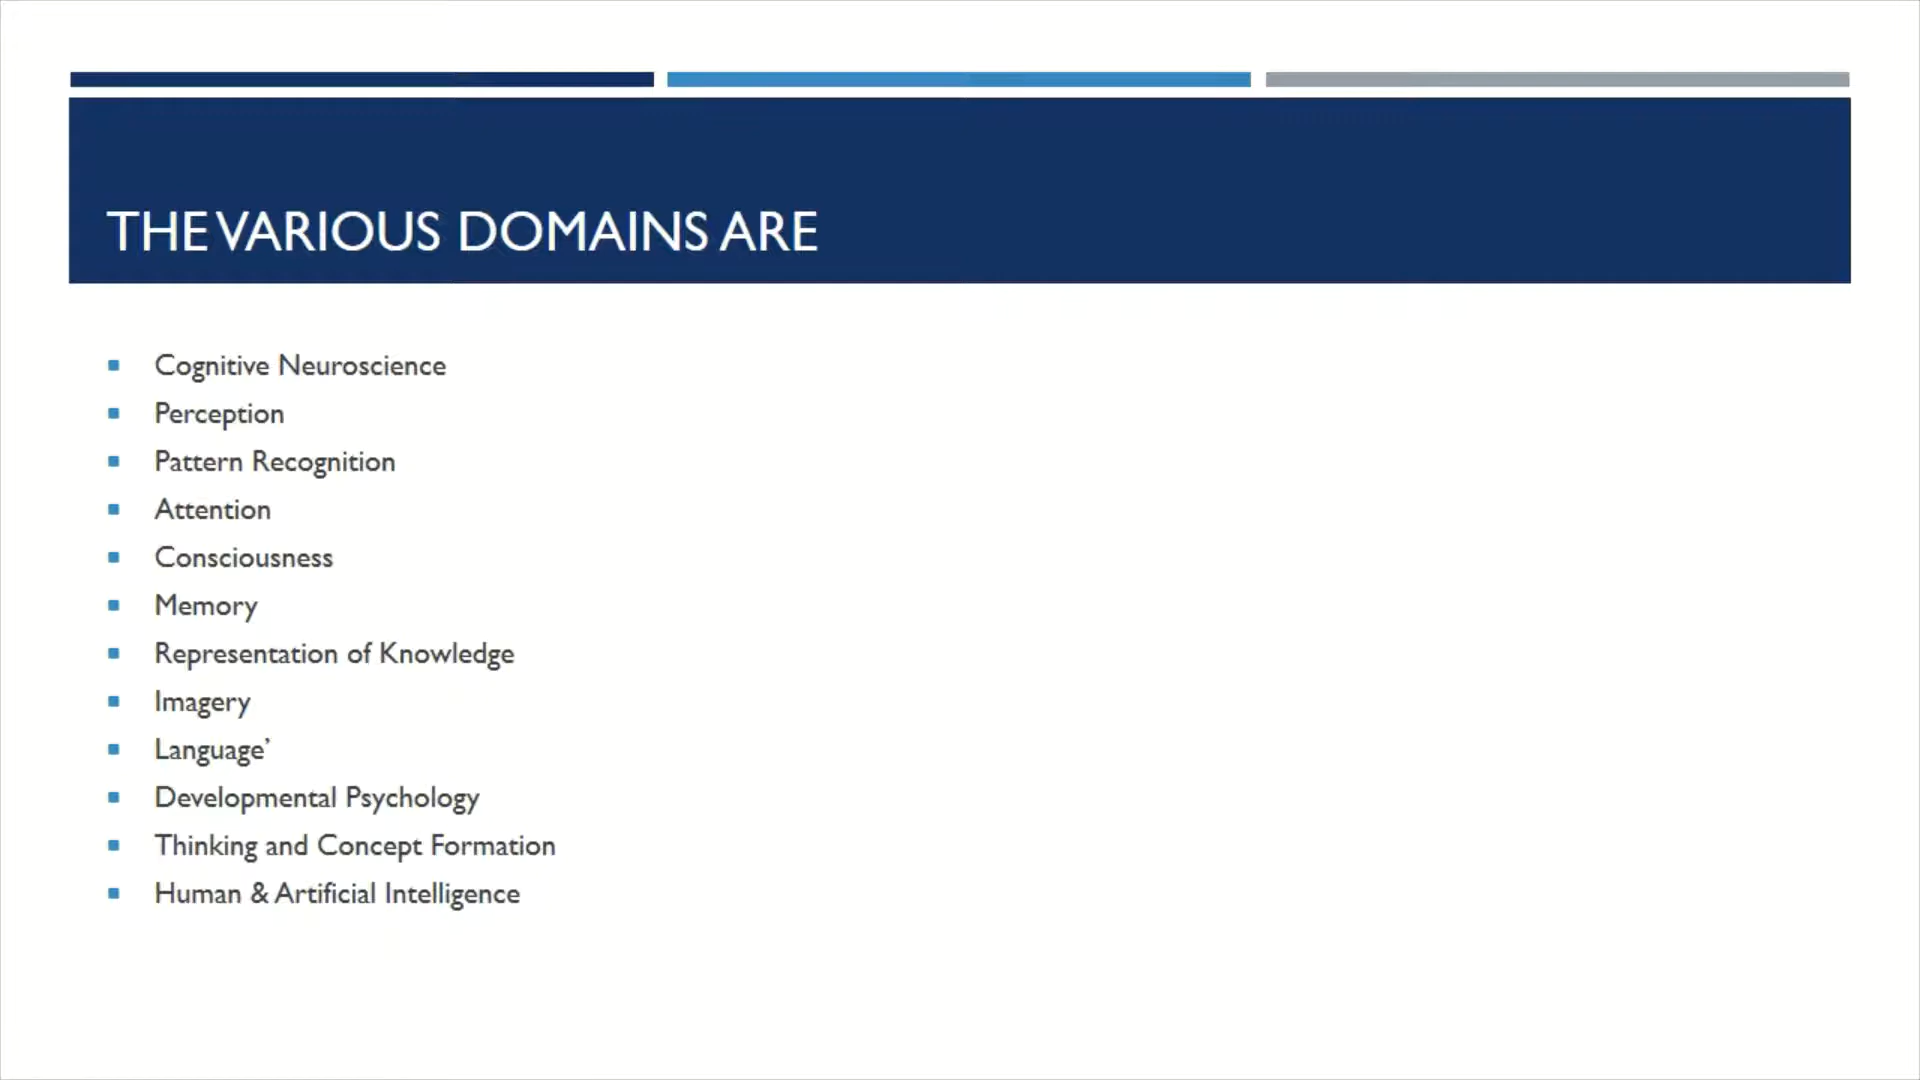 THE VARIOUS DOMAINS ARE
Cognitive Neuroscience
Perception
Pattern Recognition
Attention
Consciousness
Memory
Representation of Knowledge
Imagery
Language’
Developmental Psychology
Thinking and Concept Formation
Human & Artificial Intelligence